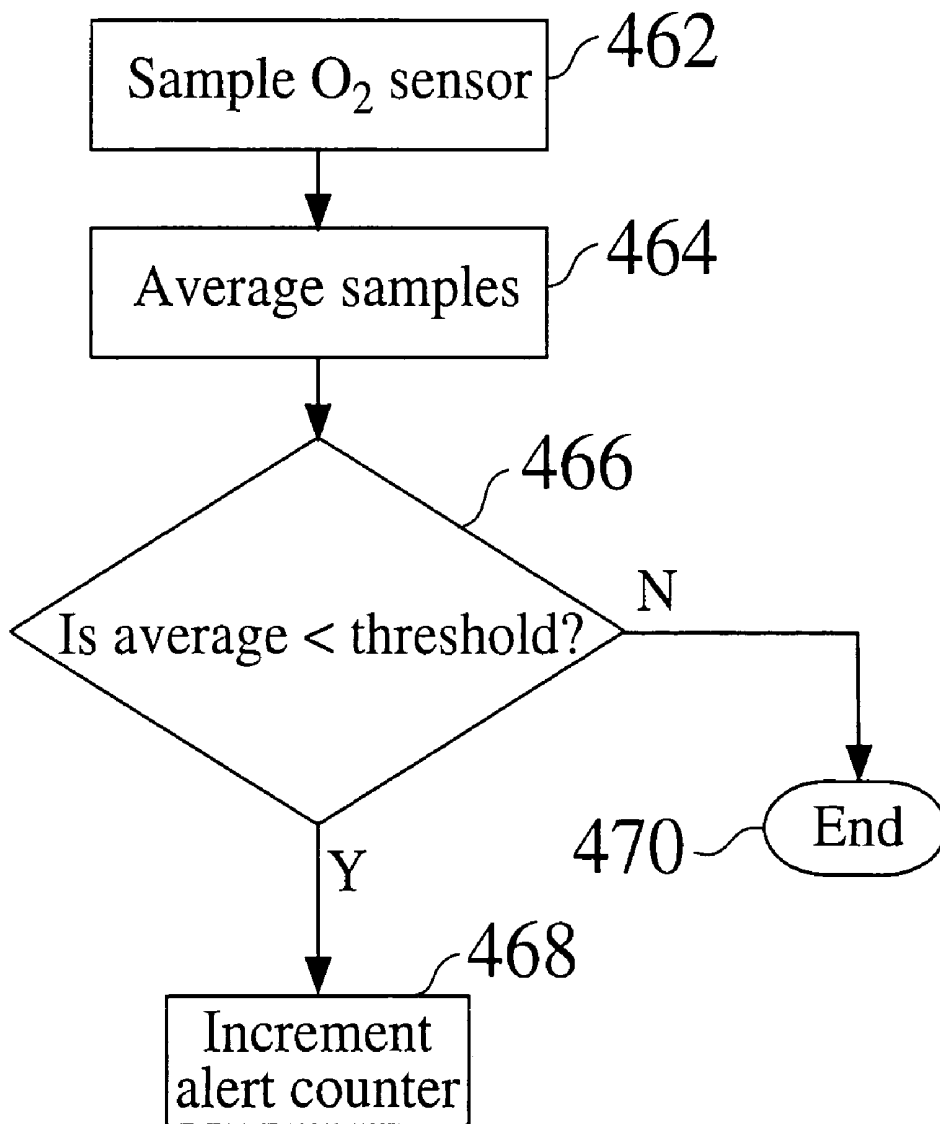 462
Sample O₂ sensor
464
Average samples
466
Is average < threshold?
N
470
End
Y
468
Increment
alert counter